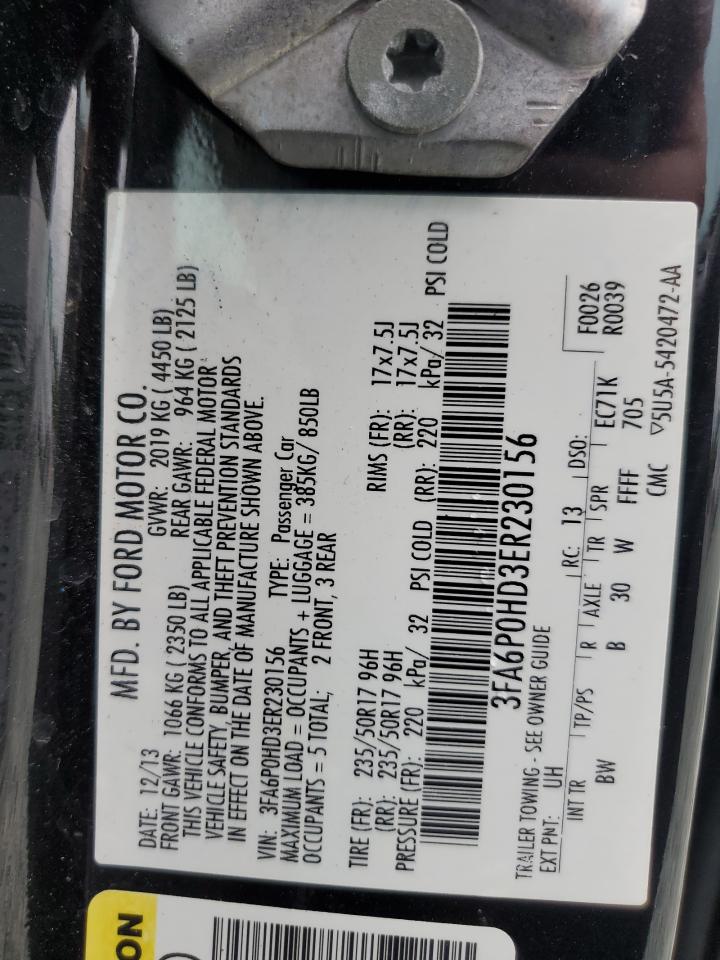 MFD. BY FORD MOTOR CO.
DATE: 12/13 GVWR: 2019 KG ( 4450 LB)
FRONT GAWR: 1066 KG ( 2350 LB) REAR GAWR: 964 KG ( 2125 LB)
THIS VEHICLE CONFORMS TO ALL APPLICABLE FEDERAL MOTOR
VEHICLE SAFETY, BUMPER, AND THEFT PREVENTION STANDARDS
IN EFFECT ON THE DATE OF MANUFACTURE SHOWN ABOVE.
VIN: 3FA6P0HD3ER230156 TYPE: Passenger Car
MAXIMUM LOAD = OCCUPANTS + LUGGAGE = 385KG/ 850LB
OCCUPANTS = 5 TOTAL; 2 FRONT, 3 REAR
TIRE (FR): 235/50R17 96H RIMS (FR): 17x7.5J
(RR): 235/50R17 96H (RR): 17x7.5J
PRESSURE (FR): 220 kPa/ 32 PSI COLD (RR): 220 kPa/ 32 PSI COLD
3FA6P0HD3ER230156
TRAILER TOWING - SEE OWNER GUIDE
EXT PNT: UH RC: 13 DSO: F0026
R0039
INT TR TP/PS R AXLE TR SPR EC71K
BW B 30 W FFFF 705
CMC ▽5U5A-5420472-AA
ON